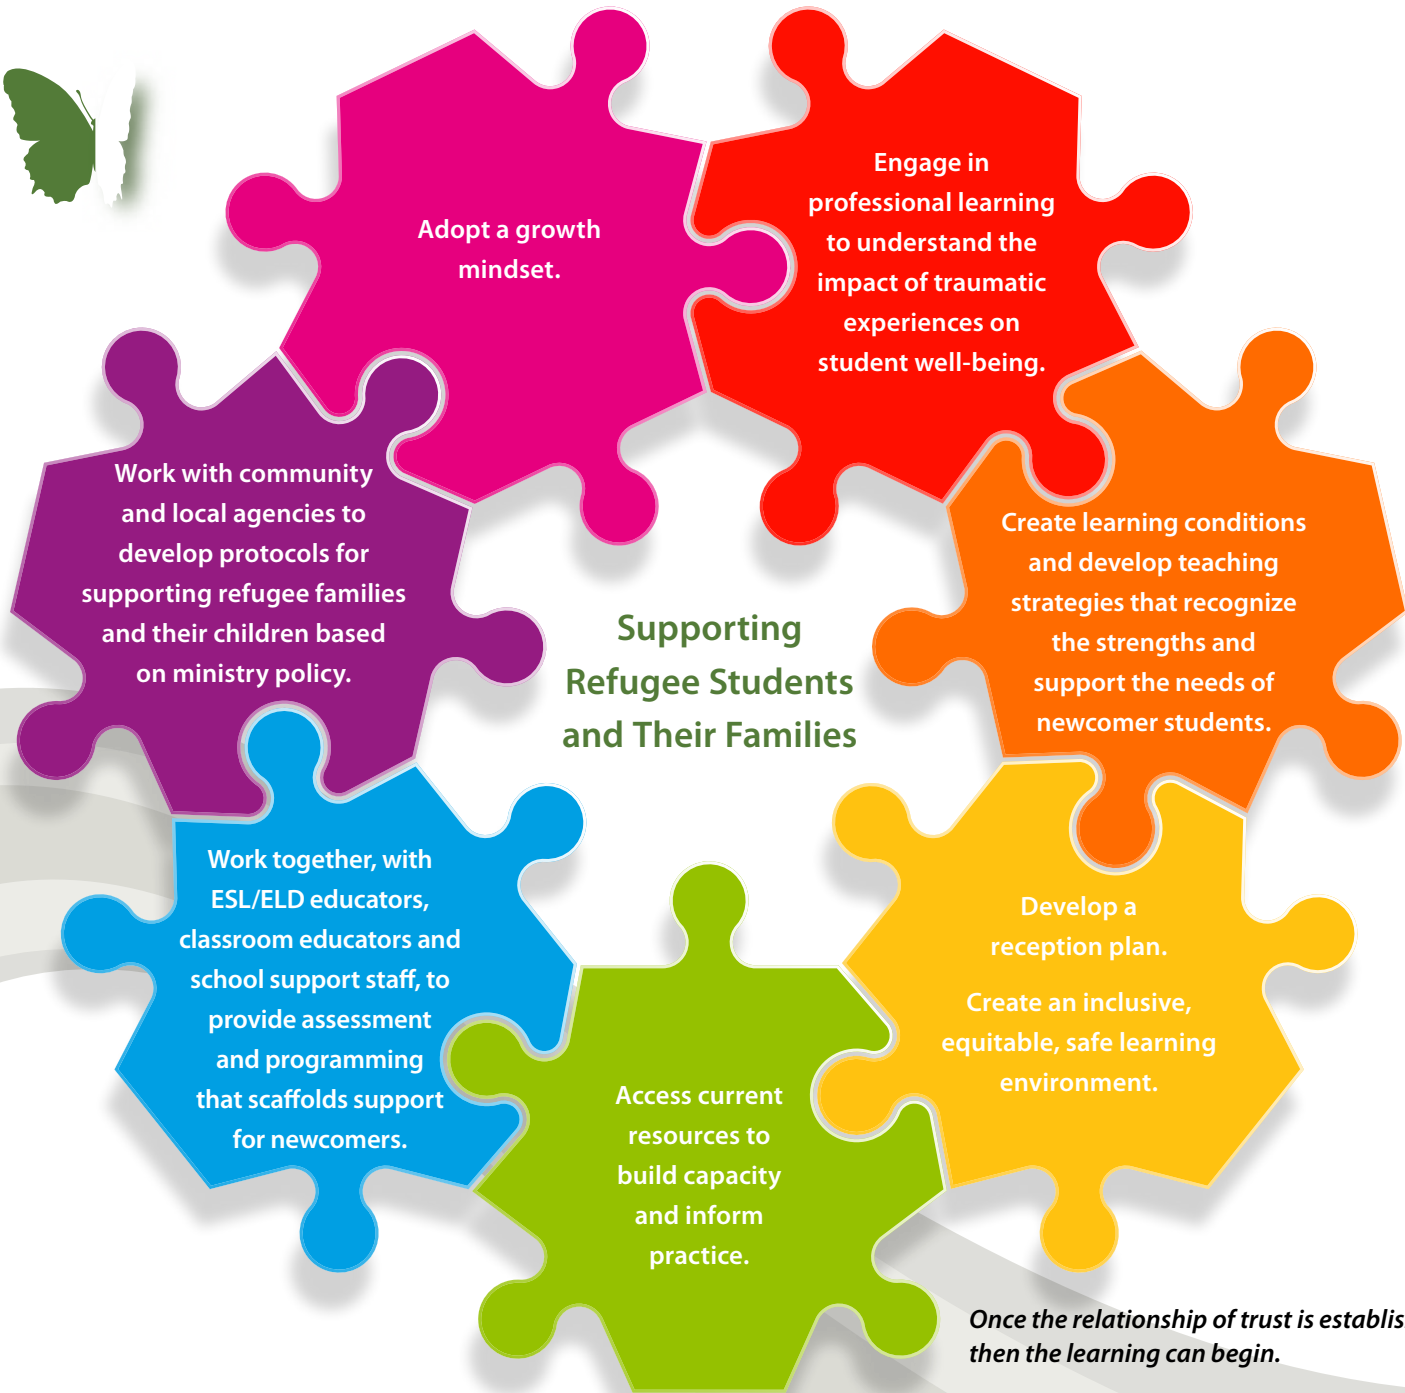 Adopt a growth
mindset.
Engage in
professional learning
to understand the
impact of traumatic
experiences on
student well-being.
Work with community
and local agencies to
develop protocols for
supporting refugee families
and their children based
on ministry policy.
Create learning conditions
and develop teaching
strategies that recognize
the strengths and
support the needs of
newcomer students.
Supporting
Refugee Students
and Their Families
Work together, with
ESL/ELD educators,
classroom educators and
school support staff, to
provide assessment
and programming
that scaffolds support
for newcomers.
Develop a
reception plan.
Create an inclusive,
equitable, safe learning
environment.
Access current
resources to
build capacity
and inform
practice.
Once the relationship of trust is establis
then the learning can begin.